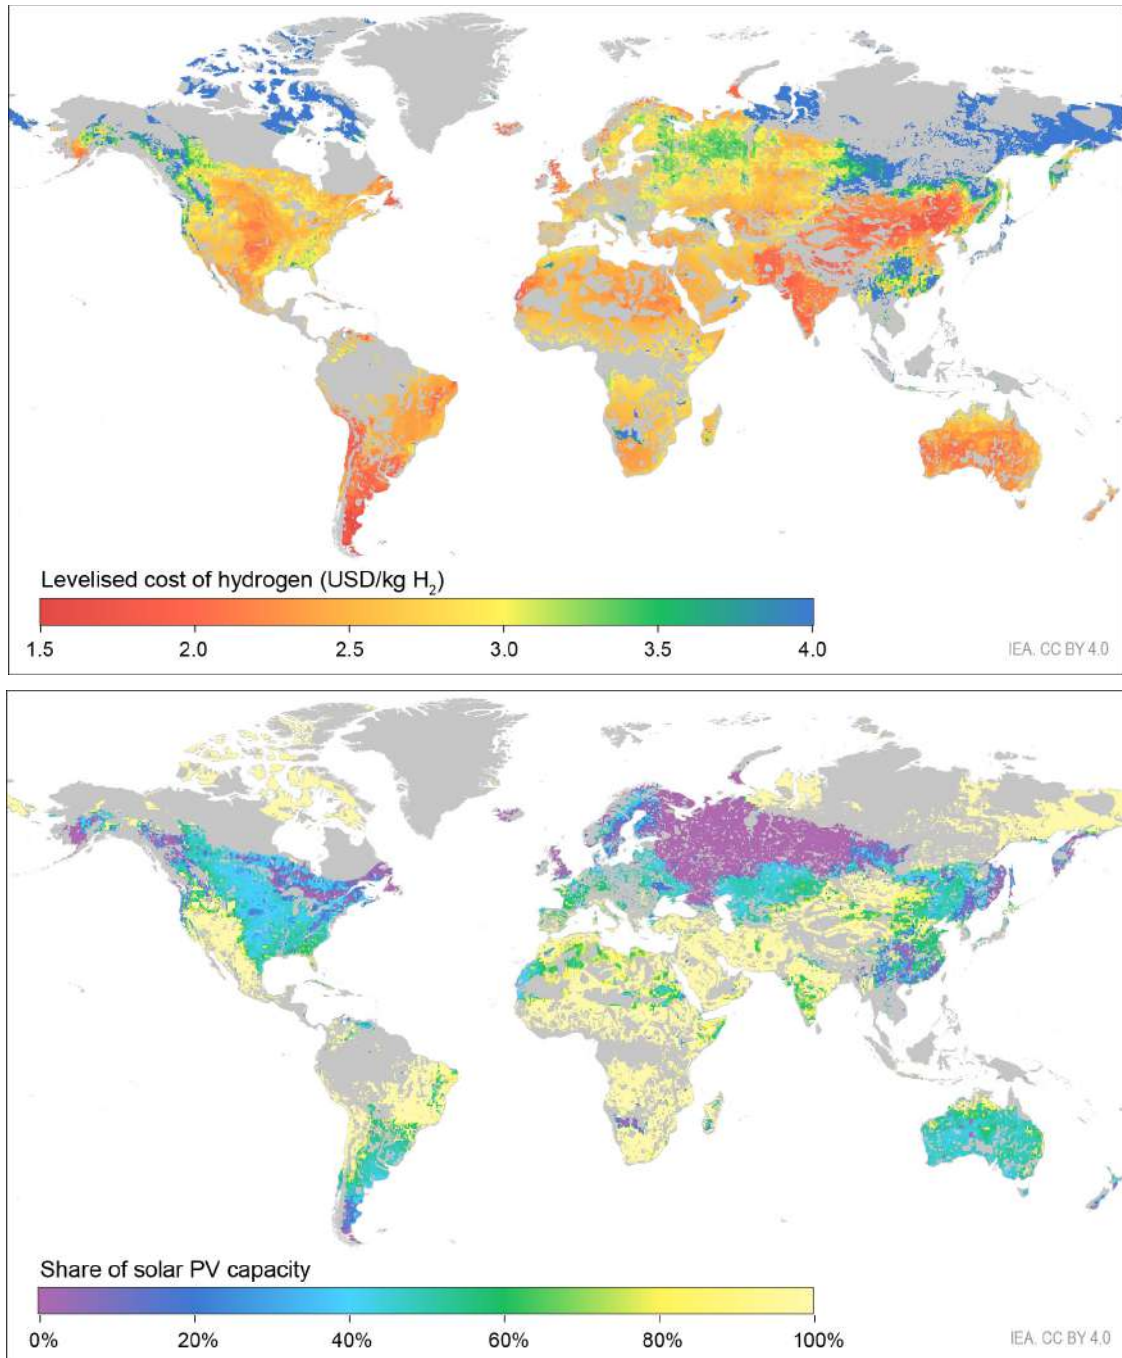 Levelised cost of hydrogen (USD/kg H₂)
1.5 2.0 2.5 3.0 3.5 4.0
IEA. CC BY 4.0
Share of solar PV capacity
0% 20% 40% 60% 80% 100%
IEA. CC BY 4.0